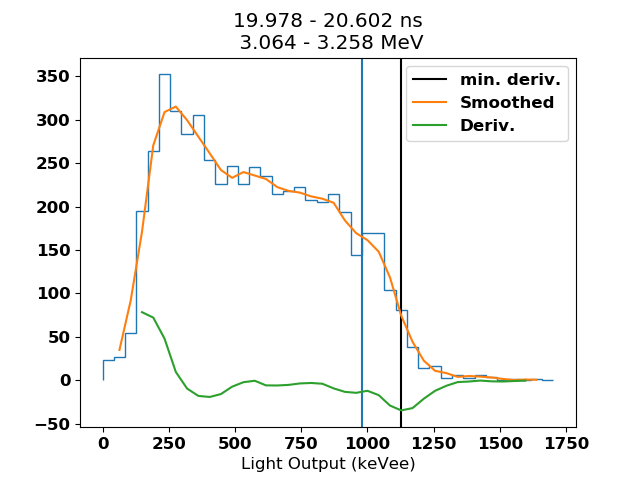 19.978 - 20.602 ns
3.064 - 3.258 MeV
min. deriv.
Smoothed
Deriv.
350
300
250
200
150
100
50
0
−50
0 250 500 750 1000 1250 1500 1750
Light Output (keVee)